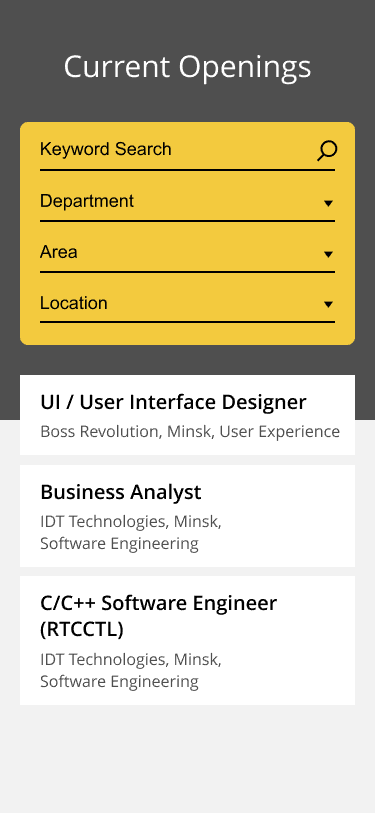 Current Openings
Keyword Search
Department
Area
Location
UI / User Interface Designer
Boss Revolution, Minsk, User Experience
Business Analyst
IDT Technologies, Minsk,
Software Engineering
C/C++ Software Engineer
(RTCCTL)
IDT Technologies, Minsk,
Software Engineering